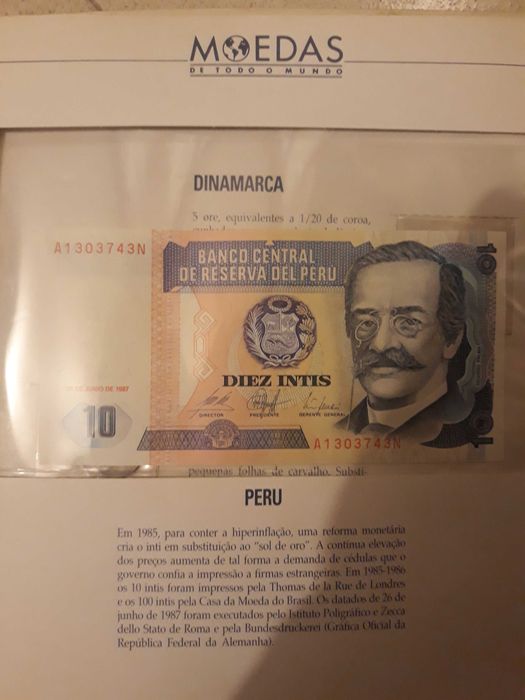 MOEDAS
DE TODO O MUNDO
DINAMARCA
5 ore, equivalentes a 1/20 de coroa,
A1303743N
BANCO CENTRAL
DE RESERVA DEL PERU
10
DIEZ INTIS
DE JUNIO DE 1987
10
DIRECTOR
PRESIDENTE
GERENTE GENERAL
A1303743N
10
pequenas folhas de carvalho. Substi-
PERU
Em 1985, para conter a hiperinflação, uma reforma monetária
cria o inti em substituição ao "sol de oro". A contínua elevação
dos preços aumenta de tal forma a demanda de cédulas que o
governo confia a impressão a firmas estrangeiras. Em 1985-1986
os 10 intis foram impressos pela Thomas de la Rue de Londres
e os 100 intis pela Casa da Moeda do Brasil. Os datados de 26 de
junho de 1987 foram executados pelo Istituto Poligráfico e Zecca
dello Stato de Roma e pela Bundesdruckerei (Gráfica Oficial da
República Federal da Alemanha).